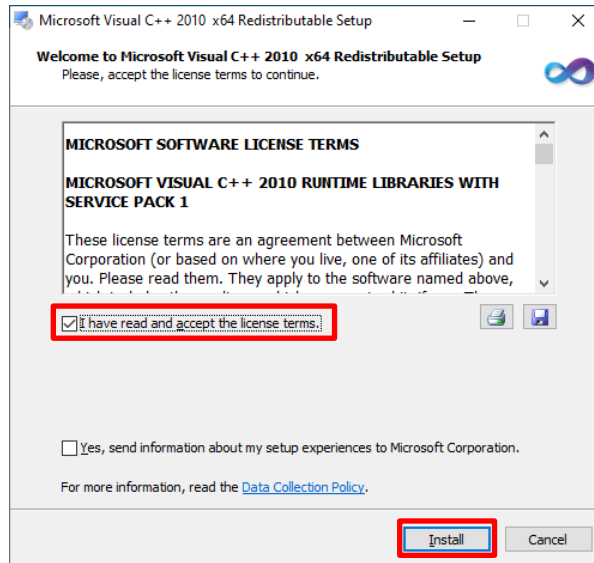 Microsoft Visual C++ 2010 x64 Redistributable Setup
Welcome to Microsoft Visual C++ 2010 x64 Redistributable Setup
Please, accept the license terms to continue.
MICROSOFT SOFTWARE LICENSE TERMS
MICROSOFT VISUAL C++ 2010 RUNTIME LIBRARIES WITH
SERVICE PACK 1
These license terms are an agreement between Microsoft
Corporation (or based on where you live, one of its affiliates) and
you. Please read them. They apply to the software named above,
I have read and accept the license terms.
Yes, send information about my setup experiences to Microsoft Corporation.
For more information, read the Data Collection Policy.
Install
Cancel